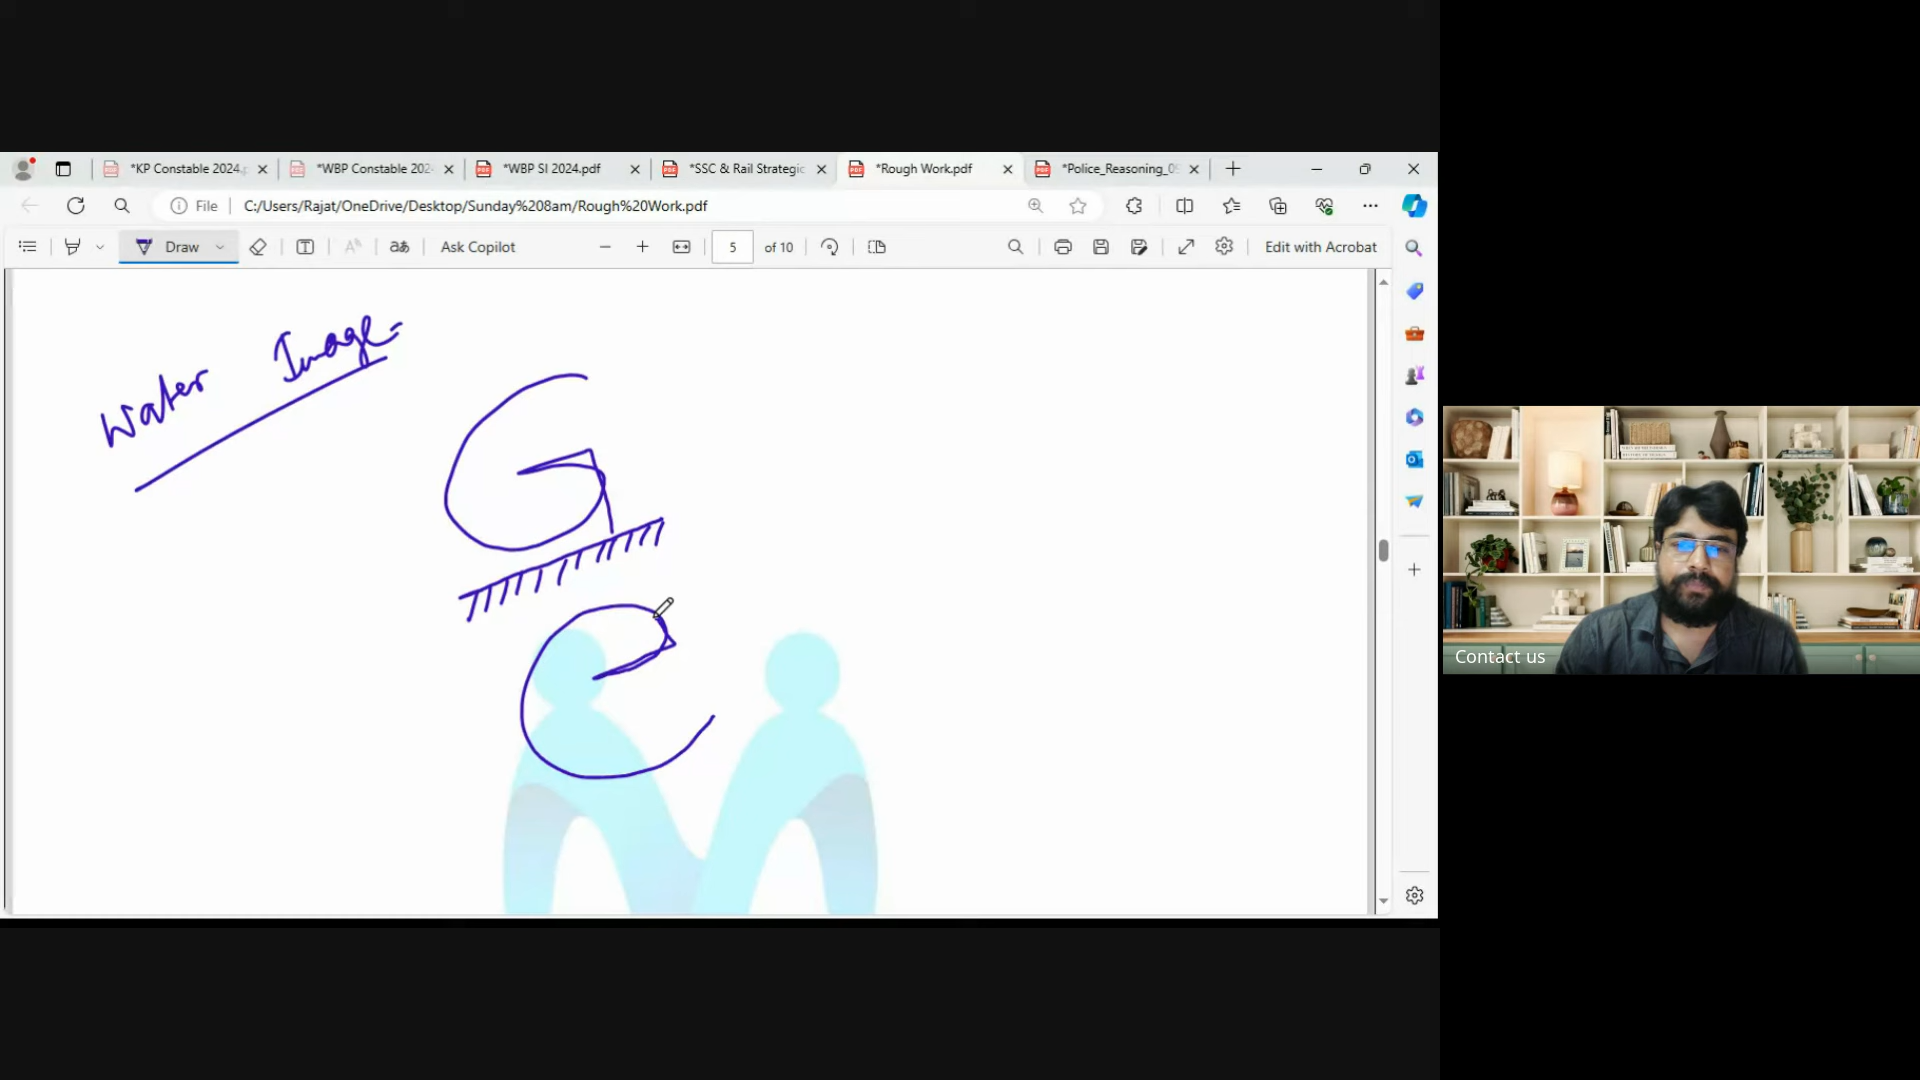 *KP Constable 2024.p
*WBP Constable 202
*WBP SI 2024.pdf
*SSC & Rail Strategic
*Rough Work.pdf
*Police_Reasoning_0
File
C:/Users/Rajat/OneDrive/Desktop/Sunday%208am/Rough%20Work.pdf
Draw
aあ
Ask Copilot
5
of 10
Edit with Acrobat
Water Image
G
Contact us